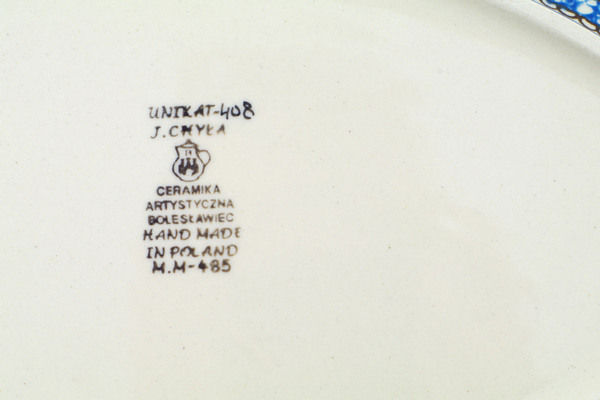 UNIKAT-408
J. CHYŁA
CERAMIKA
ARTYSTYCZNA
BOLESŁAWIEC
HAND MADE
IN POLAND
M.M-485